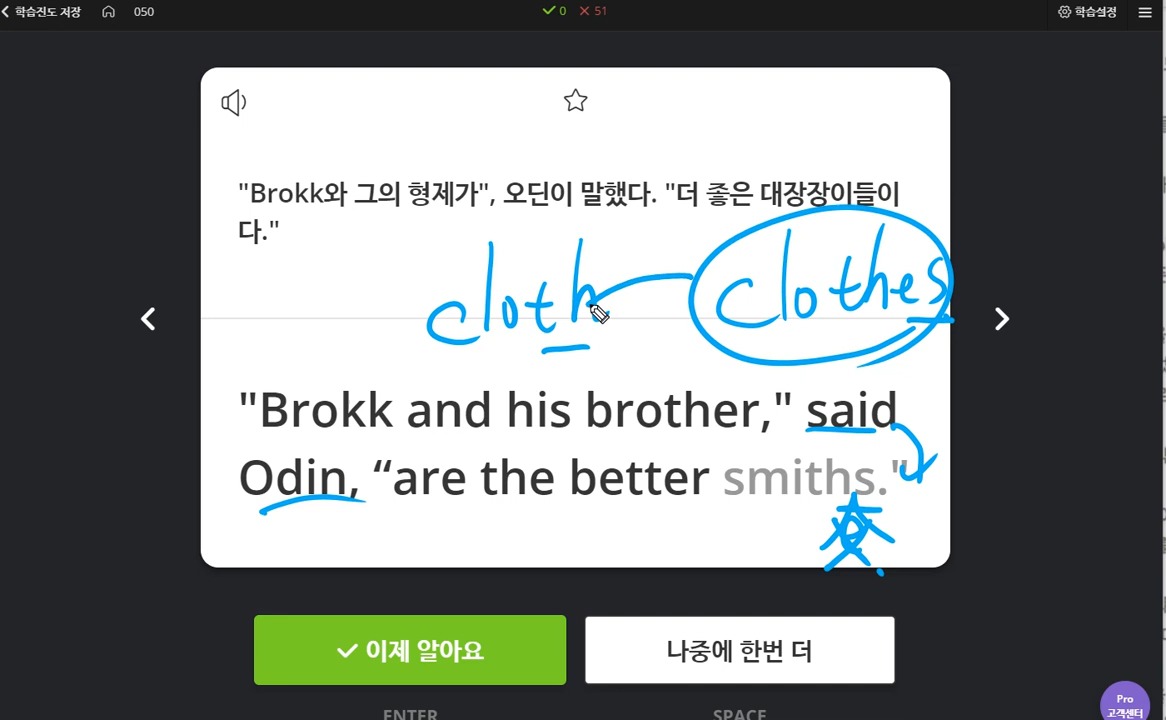 학습진도 저장 050 0 51 학습설정
"Brokk와 그의 형제가", 오딘이 말했다. "더 좋은 대장장이들이
다."
cloth clothes
"Brokk and his brother," said
Odin, “are the better smiths."
이제 알아요 나중에 한번 더
Pro
고객센터
ENTER SPACE